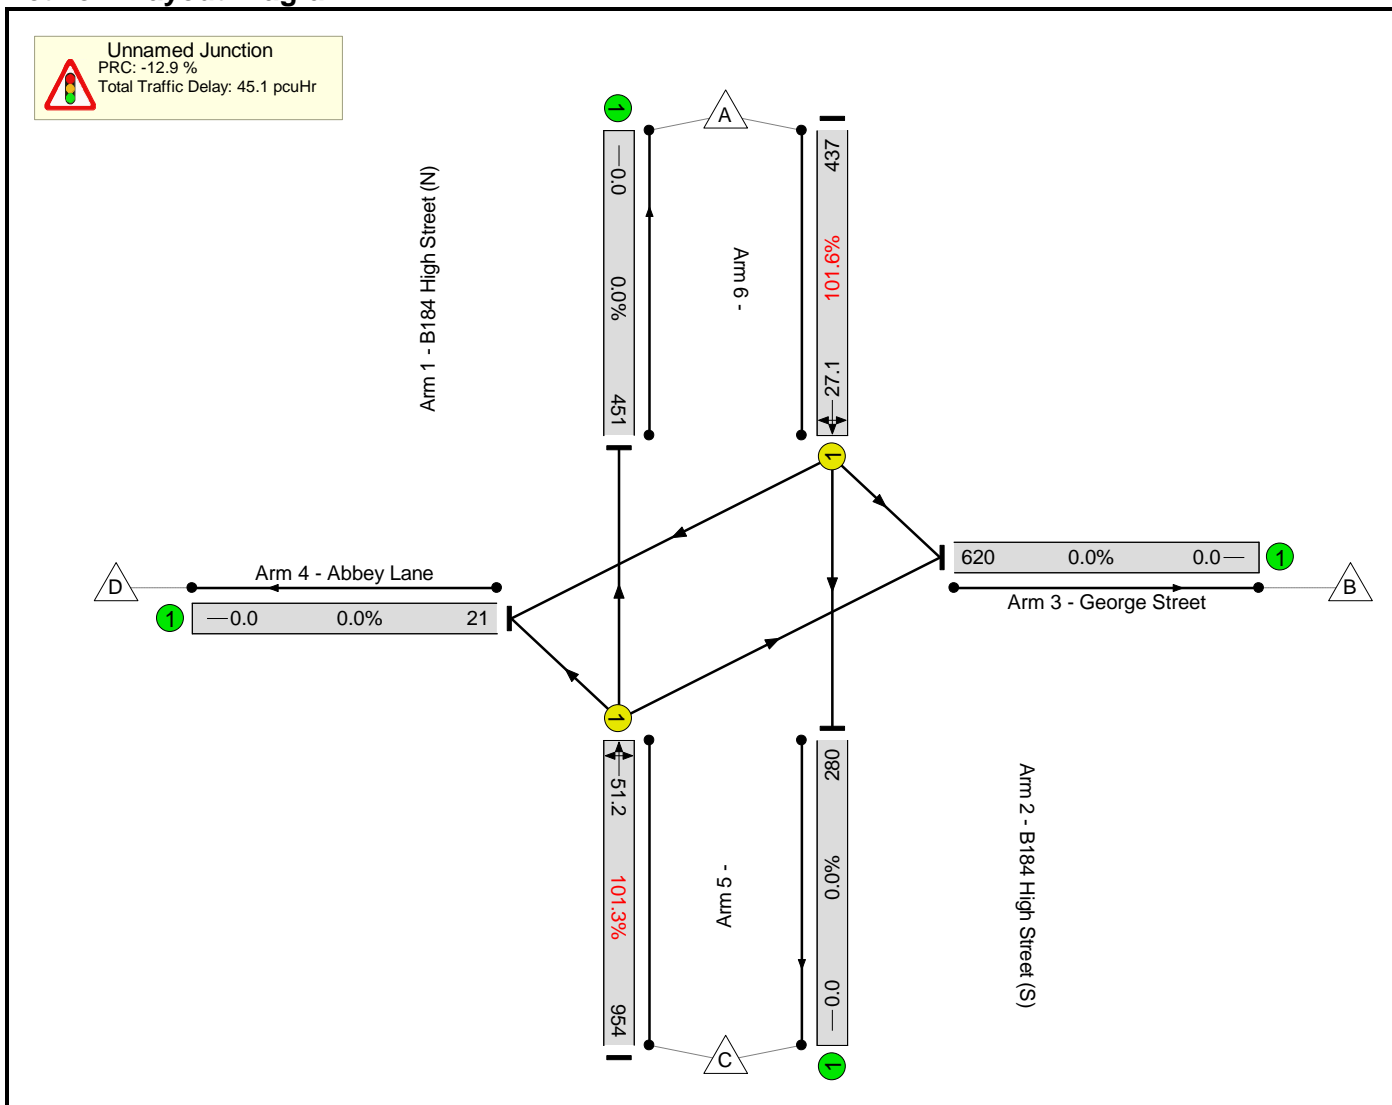 Unnamed Junction
PRC: -12.9 %
Total Traffic Delay: 45.1 pcuHr
1
A
0.0
0.0%
451
437
101.6%
27.1
Arm 1 - B184 High Street (N)
Arm 6 -
1
D
Arm 4 - Abbey Lane
1
0.0
0.0%
21
620
0.0%
0.0
1
Arm 3 - George Street
B
1
51.2
101.3%
954
Arm 5 -
280
0.0%
0.0
Arm 2 - B184 High Street (S)
C
1